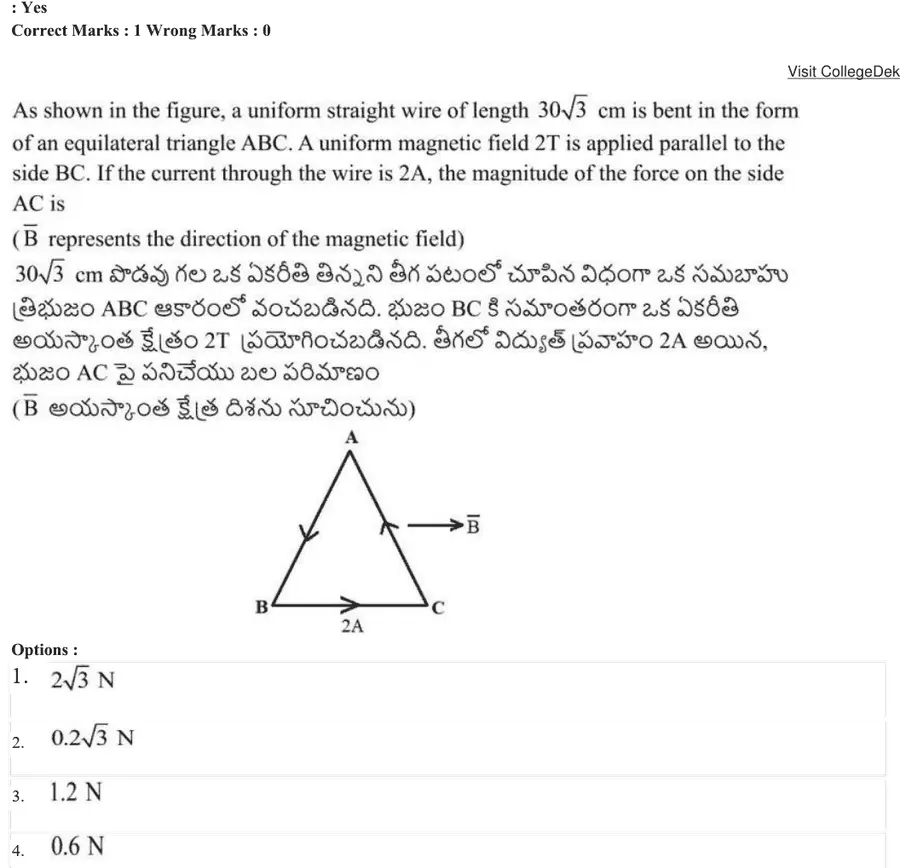 : Yes
Correct Marks : 1 Wrong Marks : 0
Visit CollegeDek
As shown in the figure, a uniform straight wire of length 30√3 cm is bent in the form
of an equilateral triangle ABC. A uniform magnetic field 2T is applied parallel to the
side BC. If the current through the wire is 2A, the magnitude of the force on the side
AC is
(B̅ represents the direction of the magnetic field)
30√3 cm పొడవు గల ఒక ఏకరీతి తిన్నని తీగ పటంలో చూపిన విధంగా ఒక సమబాహు
త్రిభుజం ABC ఆకారంలో వంచబడినది. భుజం BC కి సమాంతరంగా ఒక ఏకరీతి
అయస్కాంత క్షేత్రం 2T ప్రయోగించబడినది. తీగలో విద్యుత్ ప్రవాహం 2A అయిన,
భుజం AC పై పనిచేయు బల పరిమాణం
(B̅ అయస్కాంత క్షేత్ర దిశను సూచించును)
A
B̅
B
C
2A
Options :
1. 2√3 N
2. 0.2√3 N
3. 1.2 N
4. 0.6 N